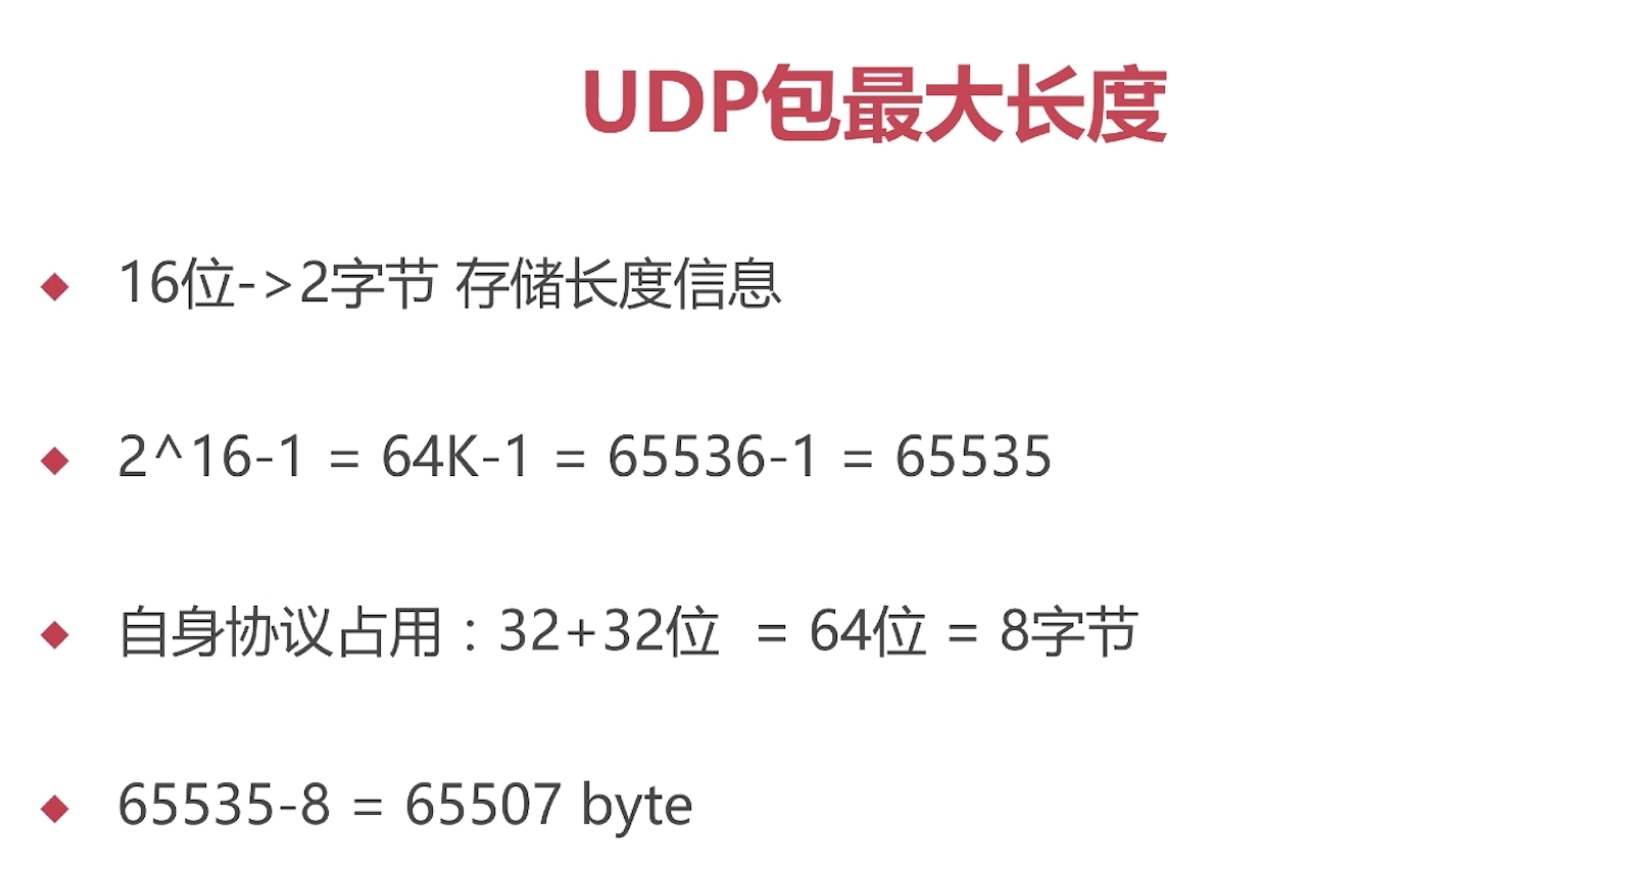 UDP包最大长度
16位->2字节 存储长度信息
2^16-1 = 64K-1 = 65536-1 = 65535
自身协议占用：32+32位 = 64位 = 8字节
65535-8 = 65507 byte